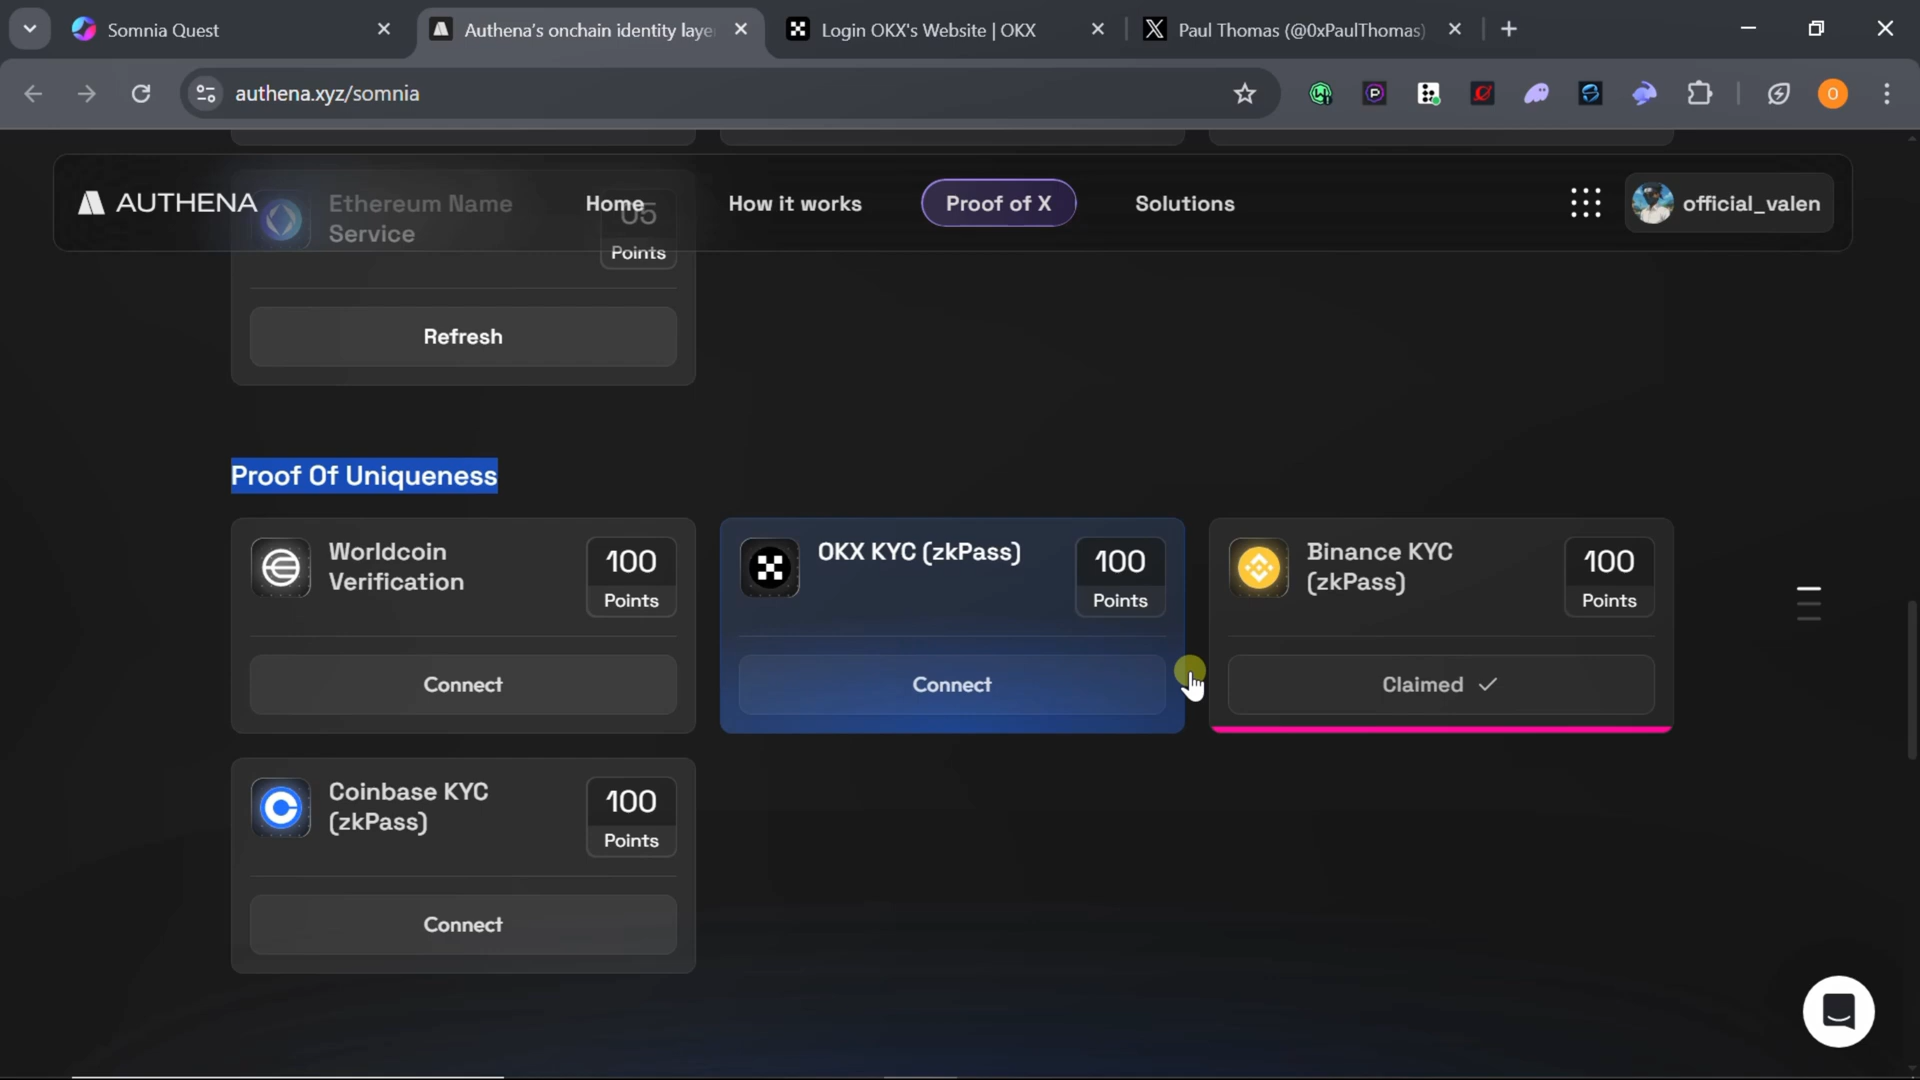 Somnia Quest
Authena's onchain identity laye
Login OKX's Website | OKX
Paul Thomas (@0xPaulThomas)
authena.xyz/somnia
O
AUTHENA
Home
How it works
Proof of X
Solutions
official_valen
Ethereum Name
Service
05
Points
Refresh
Proof Of Uniqueness
Worldcoin
Verification
100
Points
Connect
OKX KYC (zkPass)
100
Points
Connect
Binance KYC
(zkPass)
100
Points
Claimed
Coinbase KYC
(zkPass)
100
Points
Connect